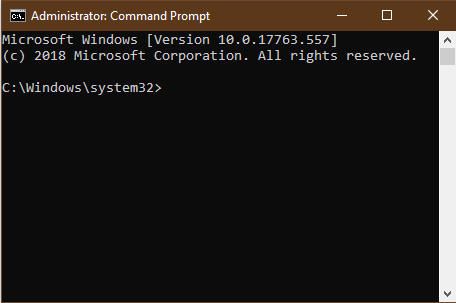 Administrator: Command Prompt
Microsoft Windows [Version 10.0.17763.557]
(c) 2018 Microsoft Corporation. All rights reserved.
C:\Windows\system32>